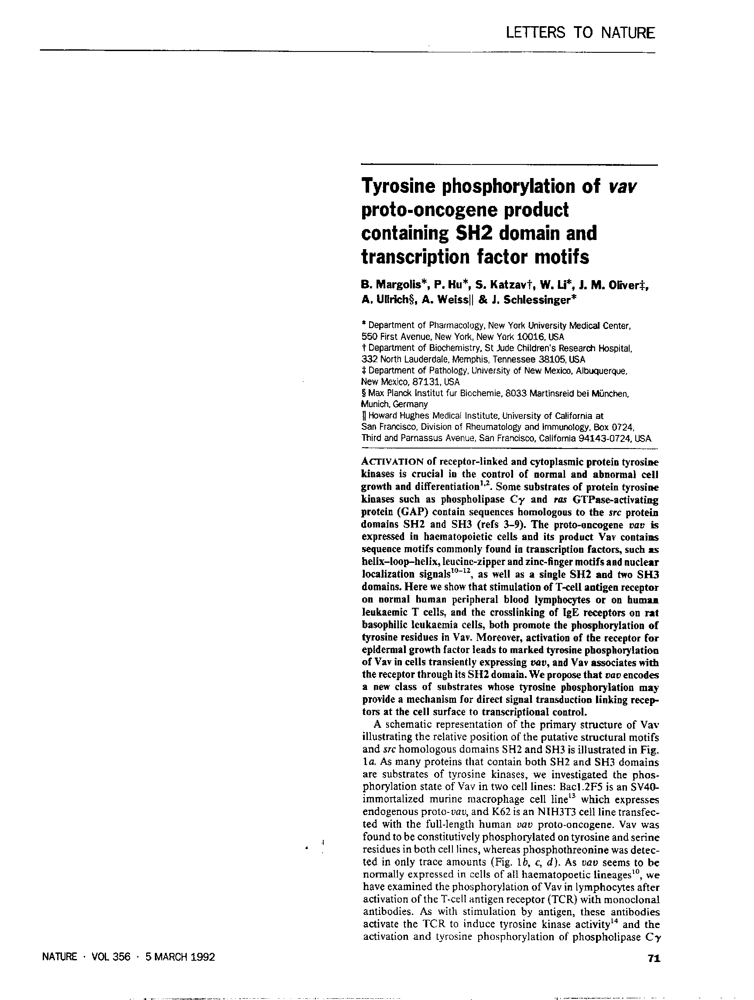 LETTERS TO NATURE
Tyrosine phosphorylation of vav
proto-oncogene product
containing SH2 domain and
transcription factor motifs
B. Margolis*, P. Hu*, S. Katzav†, W. Li*, J. M. Oliver‡,
A. Ullrich§, A. Weiss‖ & J. Schlessinger*
* Department of Pharmacology, New York University Medical Center,
550 First Avenue, New York, New York 10016, USA
† Department of Biochemistry, St Jude Children's Research Hospital,
332 North Lauderdale, Memphis, Tennessee 38105, USA
‡ Department of Pathology, University of New Mexico, Albuquerque,
New Mexico, 87131, USA
§ Max Planck Institut fur Biochemie, 8033 Martinsreid bei München,
Munich, Germany
‖ Howard Hughes Medical Institute, University of California at
San Francisco, Division of Rheumatology and Immunology, Box 0724,
Third and Parnassus Avenue, San Francisco, California 94143-0724, USA
ACTIVATION of receptor-linked and cytoplasmic protein tyrosine
kinases is crucial in the control of normal and abnormal cell
growth and differentiation1,2. Some substrates of protein tyrosine
kinases such as phospholipase Cγ and ras GTPase-activating
protein (GAP) contain sequences homologous to the src protein
domains SH2 and SH3 (refs 3–9). The proto-oncogene vav is
expressed in haematopoietic cells and its product Vav contains
sequence motifs commonly found in transcription factors, such as
helix–loop–helix, leucine-zipper and zinc-finger motifs and nuclear
localization signals10–12, as well as a single SH2 and two SH3
domains. Here we show that stimulation of T-cell antigen receptor
on normal human peripheral blood lymphocytes or on human
leukaemic T cells, and the crosslinking of IgE receptors on rat
basophilic leukaemia cells, both promote the phosphorylation of
tyrosine residues in Vav. Moreover, activation of the receptor for
epidermal growth factor leads to marked tyrosine phosphorylation
of Vav in cells transiently expressing vav, and Vav associates with
the receptor through its SH2 domain. We propose that vav encodes
a new class of substrates whose tyrosine phosphorylation may
provide a mechanism for direct signal transduction linking recep-
tors at the cell surface to transcriptional control.
A schematic representation of the primary structure of Vav
illustrating the relative position of the putative structural motifs
and src homologous domains SH2 and SH3 is illustrated in Fig.
1a. As many proteins that contain both SH2 and SH3 domains
are substrates of tyrosine kinases, we investigated the phos-
phorylation state of Vav in two cell lines: Bac1.2F5 is an SV40-
immortalized murine macrophage cell line13 which expresses
endogenous proto-vav, and K62 is an NIH3T3 cell line transfec-
ted with the full-length human vav proto-oncogene. Vav was
found to be constitutively phosphorylated on tyrosine and serine
residues in both cell lines, whereas phosphothreonine was detec-
ted in only trace amounts (Fig. 1b, c, d). As vav seems to be
normally expressed in cells of all haematopoetic lineages10, we
have examined the phosphorylation of Vav in lymphocytes after
activation of the T-cell antigen receptor (TCR) with monoclonal
antibodies. As with stimulation by antigen, these antibodies
activate the TCR to induce tyrosine kinase activity14 and the
activation and tyrosine phosphorylation of phospholipase Cγ
NATURE · VOL 356 · 5 MARCH 1992
71